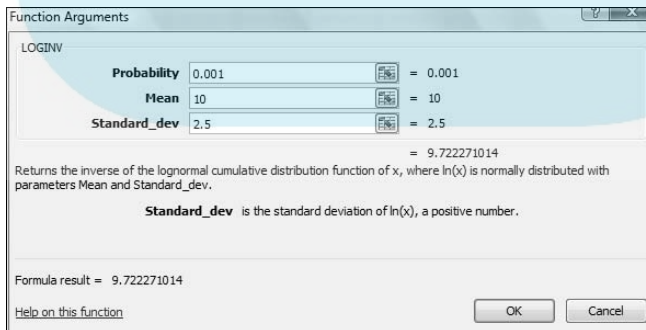 Function Arguments
LOGINV
Probability 0.001 = 0.001
Mean 10 = 10
Standard_dev 2.5 = 2.5
= 9.722271014
Returns the inverse of the lognormal cumulative distribution function of x, where ln(x) is normally distributed with
parameters Mean and Standard_dev.
Standard_dev is the standard deviation of ln(x), a positive number.
Formula result = 9.722271014
Help on this function
OK Cancel